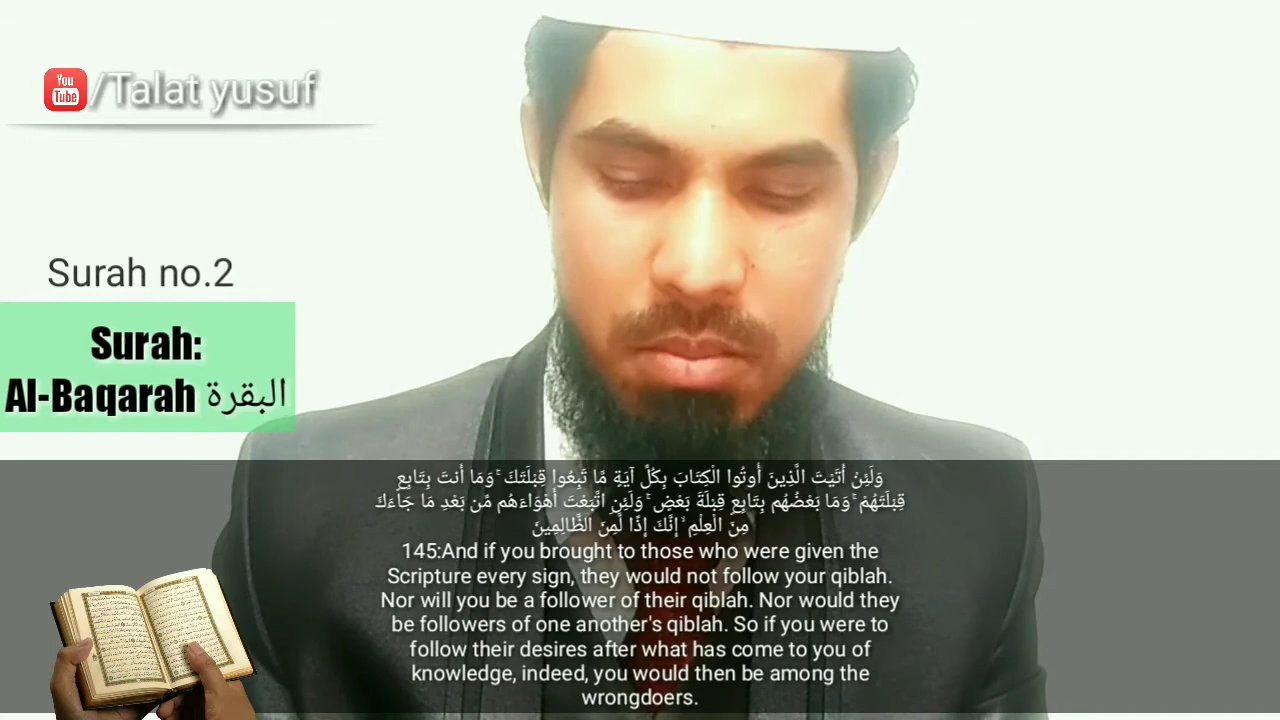 You
Tube
/Talat yusuf
Surah no.2
Surah:
Al-Baqarah البقرة
وَلَئِنْ أَتَيْتَ الَّذِينَ أُوتُوا الْكِتَابَ بِكُلِّ آيَةٍ مَّا تَبِعُوا قِبْلَتَكَ ۚ وَمَا أَنتَ بِتَابِعٍ
قِبْلَتَهُمْ ۚ وَمَا بَعْضُهُم بِتَابِعٍ قِبْلَةَ بَعْضٍ ۚ وَلَئِنِ اتَّبَعْتَ أَهْوَاءَهُم مِّن بَعْدِ مَا جَاءَكَ
مِنَ الْعِلْمِ ۙ إِنَّكَ إِذًا لَّمِنَ الظَّالِمِينَ
145:And if you brought to those who were given the
Scripture every sign, they would not follow your qiblah.
Nor will you be a follower of their qiblah. Nor would they
be followers of one another's qiblah. So if you were to
follow their desires after what has come to you of
knowledge, indeed, you would then be among the
wrongdoers.